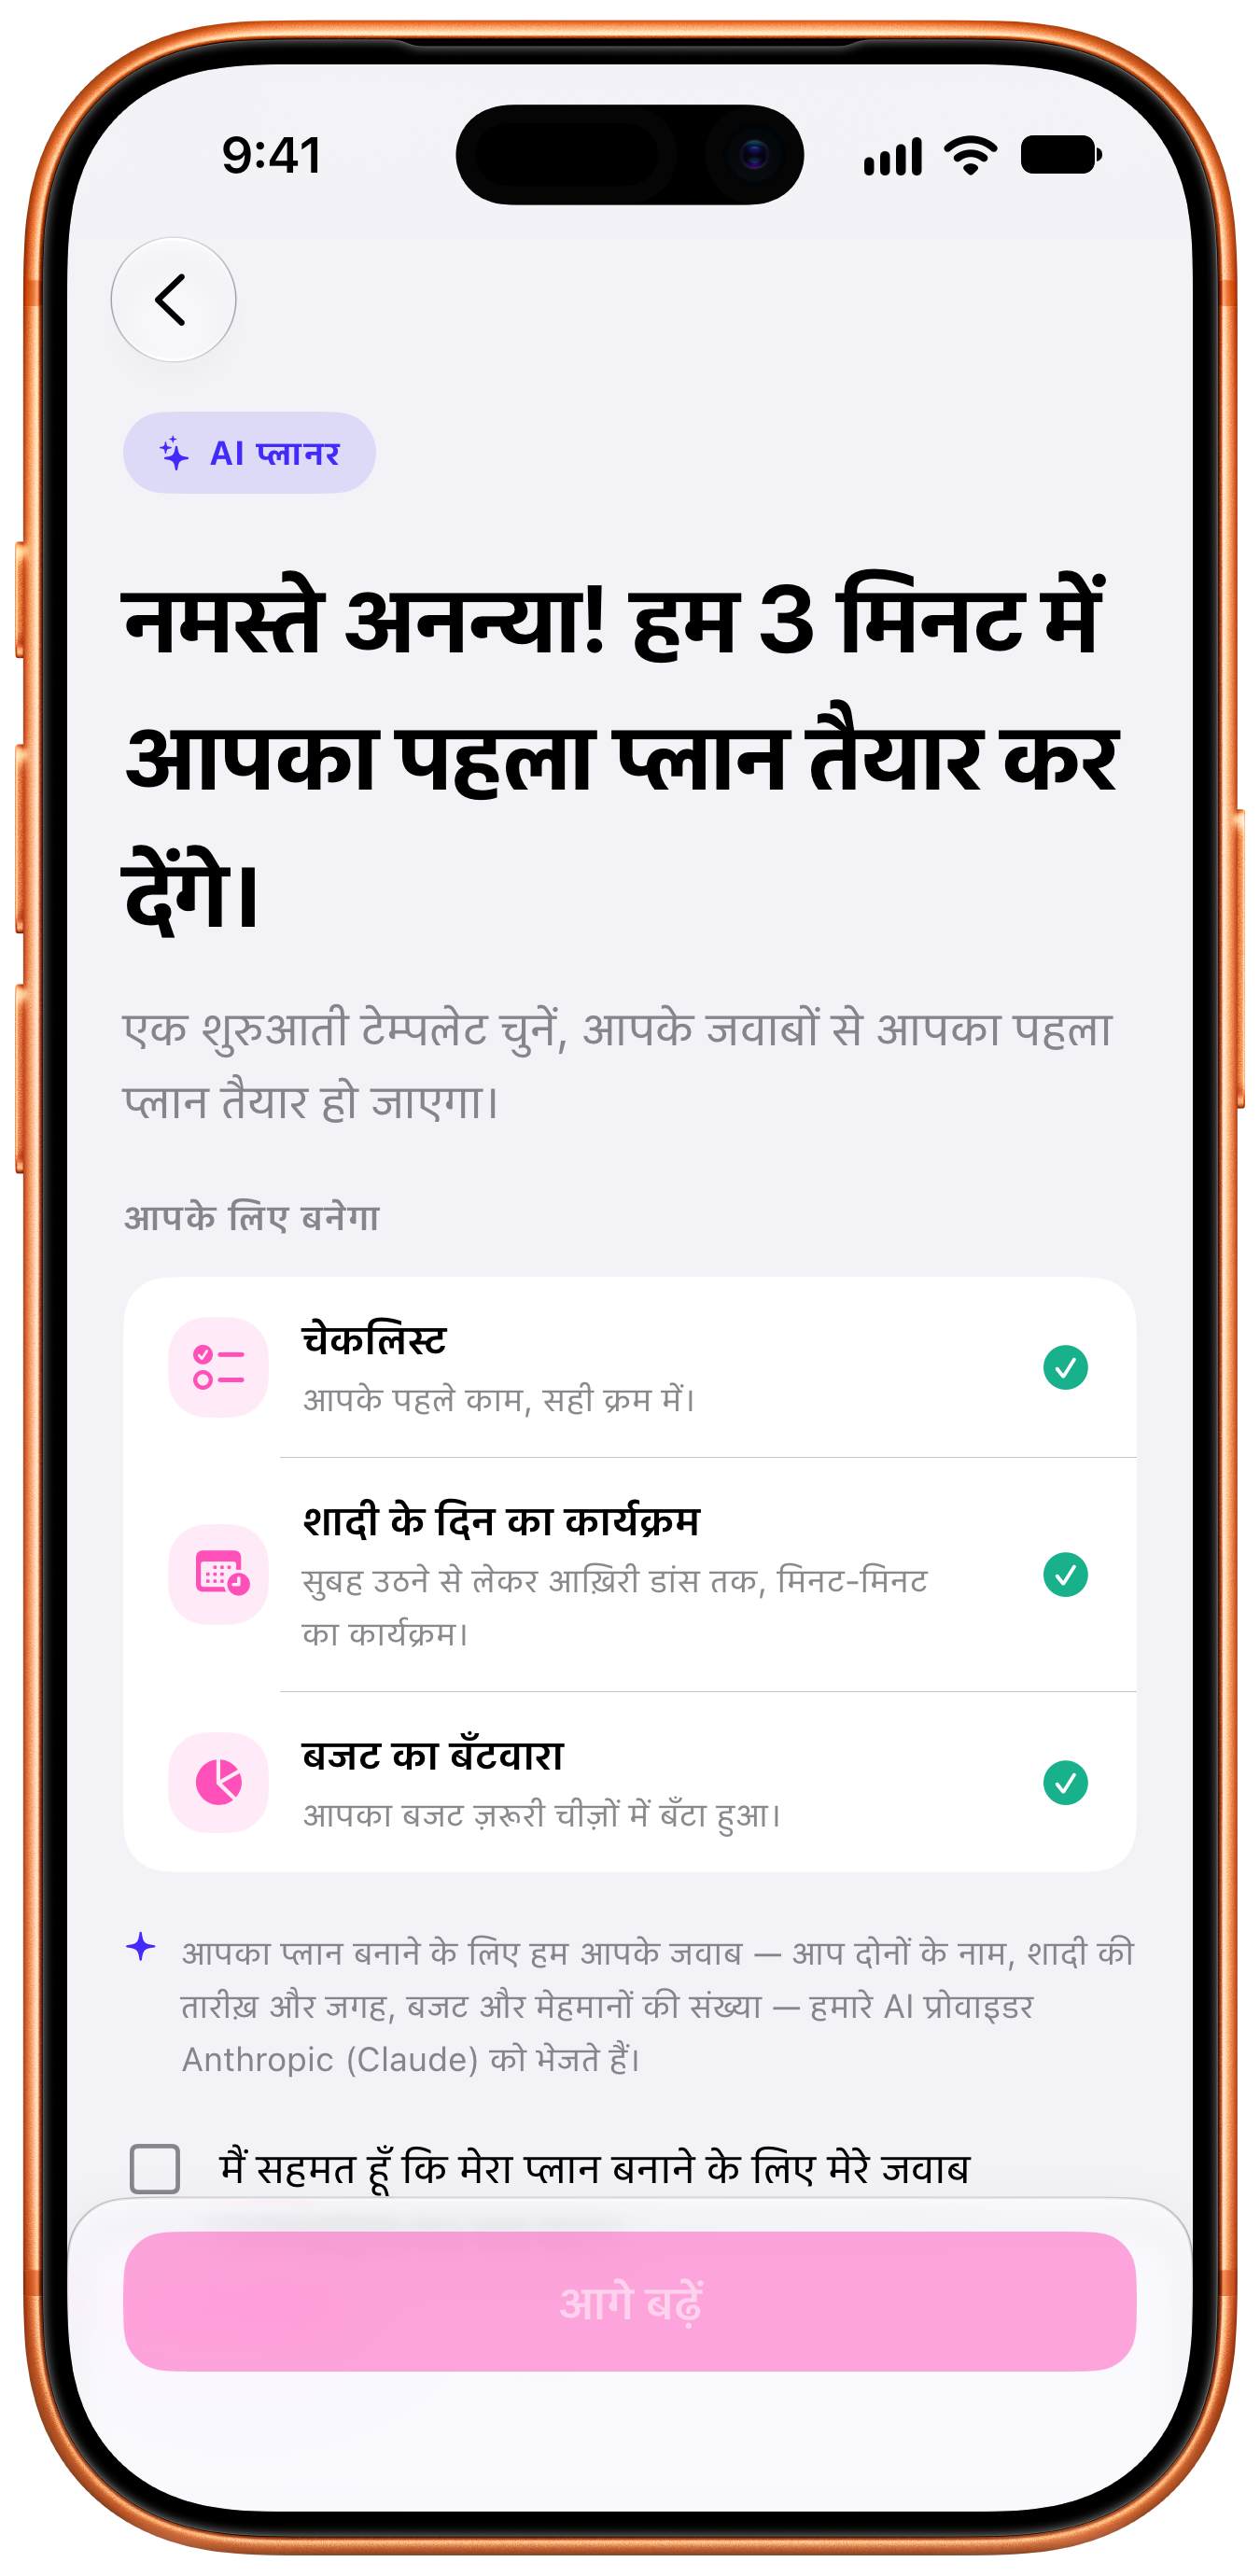 9:41
AI प्लानर
नमस्ते अनन्या! हम 3 मिनट में
आपका पहला प्लान तैयार कर
देंगे।
एक शुरुआती टेम्पलेट चुनें, आपके जवाबों से आपका पहला
प्लान तैयार हो जाएगा।
आपके लिए बनेगा
चेकलिस्ट
आपके पहले काम, सही क्रम में।
शादी के दिन का कार्यक्रम
सुबह उठने से लेकर आख़िरी डांस तक, मिनट-मिनट
का कार्यक्रम।
बजट का बँटवारा
आपका बजट ज़रूरी चीज़ों में बँटा हुआ।
आपका प्लान बनाने के लिए हम आपके जवाब — आप दोनों के नाम, शादी की
तारीख़ और जगह, बजट और मेहमानों की संख्या — हमारे AI प्रोवाइडर
Anthropic (Claude) को भेजते हैं।
मैं सहमत हूँ कि मेरा प्लान बनाने के लिए मेरे जवाब
आगे बढ़ें